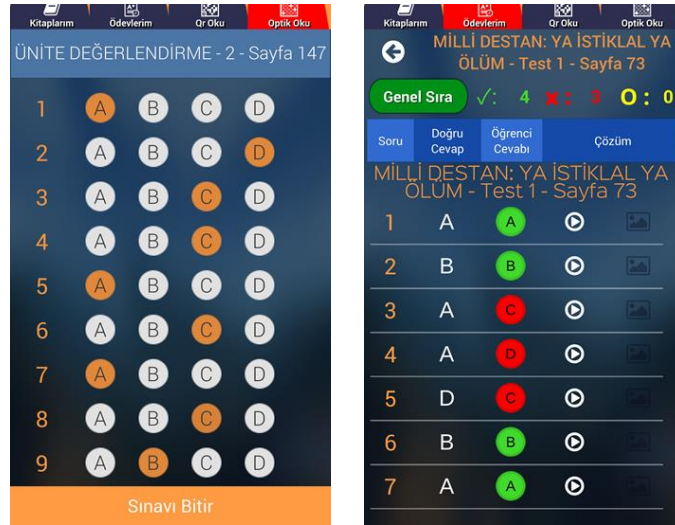 Kitaplarım Ödevlerim Qr Oku Optik Oku
ÜNİTE DEĞERLENDİRME - 2 - Sayfa 147
1 A B C D
2 A B C D
3 A B C D
4 A B C D
5 A B C D
6 A B C D
7 A B C D
8 A B C D
9 A B C D
Sınavı Bitir
Kitaplarım Ödevlerim Qr Oku Optik Oku
MİLLİ DESTAN: YA İSTİKLAL YA
ÖLÜM - Test 1 - Sayfa 73
Genel Sıra √: 4 x: 3 O: 0
Soru Doğru Cevap Öğrenci Cevabı Çözüm
MİLLİ DESTAN: YA İSTİKLAL YA
ÖLÜM - Test 1 - Sayfa 73
1 A A
2 B B
3 A C
4 A D
5 D C
6 B B
7 A A